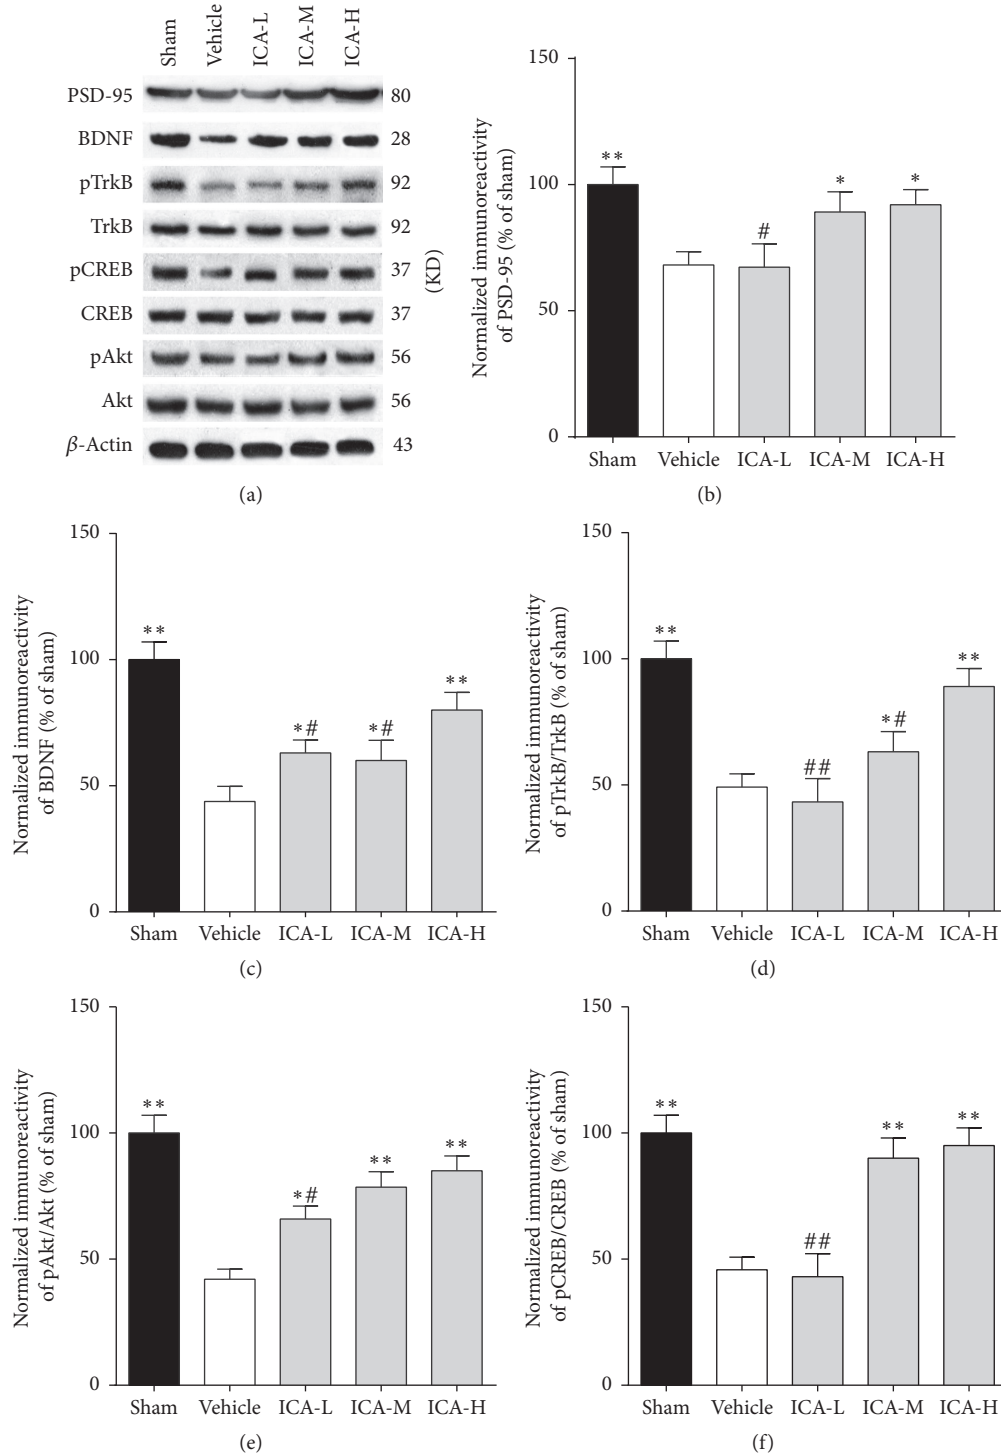 Sham
Vehicle
ICA-L
ICA-M
ICA-H
PSD-95 80
BDNF 28
pTrkB 92
TrkB 92
pCREB 37
CREB 37
pAkt 56
Akt 56
β-Actin 43
(KD)
(a)
Normalized immunoreactivity
of PSD-95 (% of sham)
150
100
50
0
**
#
*
*
Sham Vehicle ICA-L ICA-M ICA-H
(b)
Normalized immunoreactivity
of BDNF (% of sham)
150
100
50
0
**
*#
*#
**
Sham Vehicle ICA-L ICA-M ICA-H
(c)
Normalized immunoreactivity
of pTrkB/TrkB (% of sham)
150
100
50
0
**
##
*#
**
Sham Vehicle ICA-L ICA-M ICA-H
(d)
Normalized immunoreactivity
of pAkt/Akt (% of sham)
150
100
50
0
**
*#
**
**
Sham Vehicle ICA-L ICA-M ICA-H
(e)
Normalized immunoreactivity
of pCREB/CREB (% of sham)
150
100
50
0
**
##
**
**
Sham Vehicle ICA-L ICA-M ICA-H
(f)